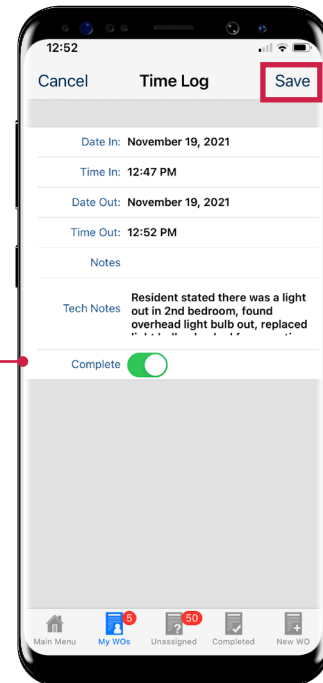 12:52
Cancel Time Log Save
Date In: November 19, 2021
Time In: 12:47 PM
Date Out: November 19, 2021
Time Out: 12:52 PM
Notes
Tech Notes Resident stated there was a light
out in 2nd bedroom, found
overhead light bulb out, replaced
Complete
5 50
Main Menu My WOs Unassigned Completed New WO